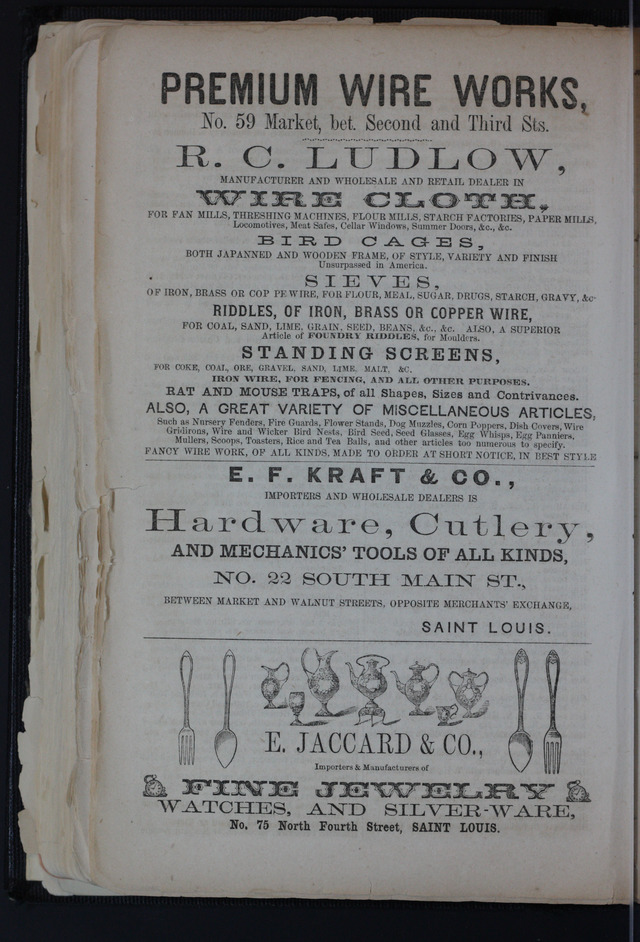 PREMIUM WIRE WORKS,
No. 59 Market, bet. Second and Third Sts.
R. C. LUDLOW,
MANUFACTURER AND WHOLESALE AND RETAIL DEALER IN
WIRE CLOTH,
FOR FAN MILLS, THRESHING MACHINES, FLOUR MILLS, STARCH FACTORIES, PAPER MILLS,
Locomotives, Meat Safes, Cellar Windows, Summer Doors, &c., &c.
BIRD CAGES,
BOTH JAPANNED AND WOODEN FRAME, OF STYLE, VARIETY AND FINISH
Unsurpassed in America.
SIEVES,
OF IRON, BRASS OR COP PE WIRE, FOR FLOUR, MEAL, SUGAR, DRUGS, STARCH, GRAVY, &c
RIDDLES, OF IRON, BRASS OR COPPER WIRE,
FOR COAL, SAND, LIME, GRAIN, SEED, BEANS, &c., &c. ALSO, A SUPERIOR
Article of FOUNDRY RIDDLES, for Moulders.
STANDING SCREENS,
FOR COKE, COAL, ORE, GRAVEL, SAND, LIME, MALT, &C.
IRON WIRE, FOR FENCING, AND ALL OTHER PURPOSES.
RAT AND MOUSE TRAPS, of all Shapes, Sizes and Contrivances.
ALSO, A GREAT VARIETY OF MISCELLANEOUS ARTICLES,
Such as Nursery Fenders, Fire Guards, Flower Stands, Dog Muzzles, Corn Poppers, Dish Covers, Wire
Gridirons, Wire and Wicker Bird Nests, Bird Seed, Seed Glasses, Egg Whisps, Egg Panniers,
Mullers, Scoops, Toasters, Rice and Tea Balls, and other articles too numerous to specify.
FANCY WIRE WORK, OF ALL KINDS, MADE TO ORDER AT SHORT NOTICE, IN BEST STYLE
E. F. KRAFT & CO.,
IMPORTERS AND WHOLESALE DEALERS IS
Hardware, Cutlery,
AND MECHANICS' TOOLS OF ALL KINDS,
NO. 22 SOUTH MAIN ST.,
BETWEEN MARKET AND WALNUT STREETS, OPPOSITE MERCHANTS' EXCHANGE,
SAINT LOUIS.
E. JACCARD & CO.,
Importers & Manufacturers of
FINE JEWELRY
WATCHES, AND SILVER-WARE,
No. 75 North Fourth Street, SAINT LOUIS.